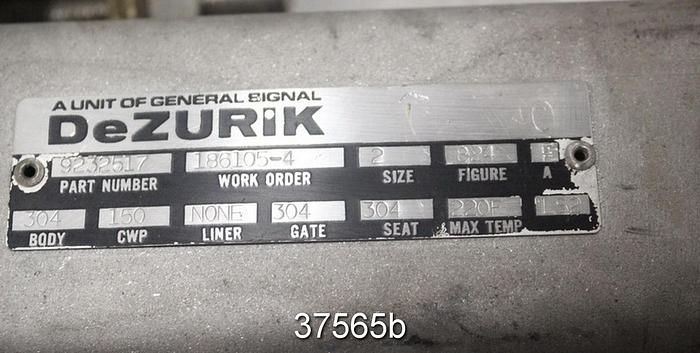 A UNIT OF GENERAL SIGNAL
DeZURIK
9232517 186105-4 2 824
PART NUMBER WORK ORDER SIZE FIGURE A
304 150 NONE 304 304 220F
BODY CWP LINER GATE SEAT MAX TEMP
37565b